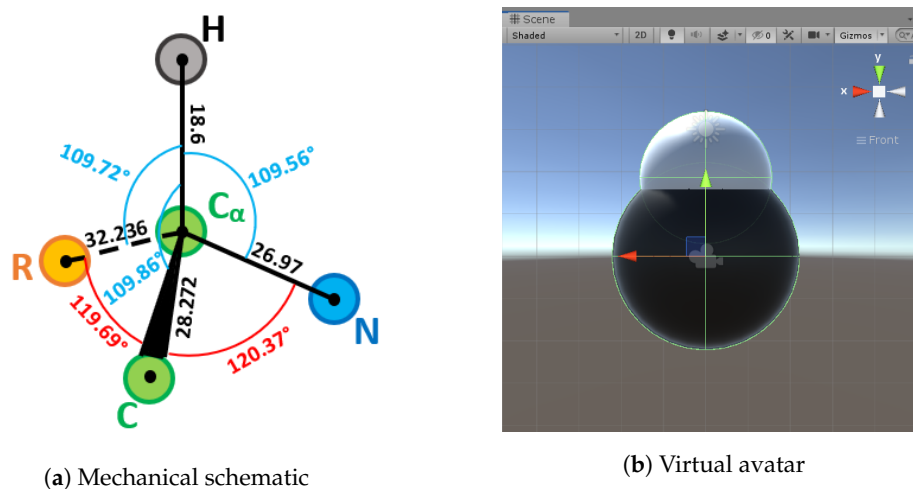 H
18.6
109.72°
109.56°
Cα
32.236
26.97
R
109.86°
28.272
N
119.69°
120.37°
C
(a) Mechanical schematic
Scene
Shaded 2D 0 Gizmos
y
x
Front
(b) Virtual avatar